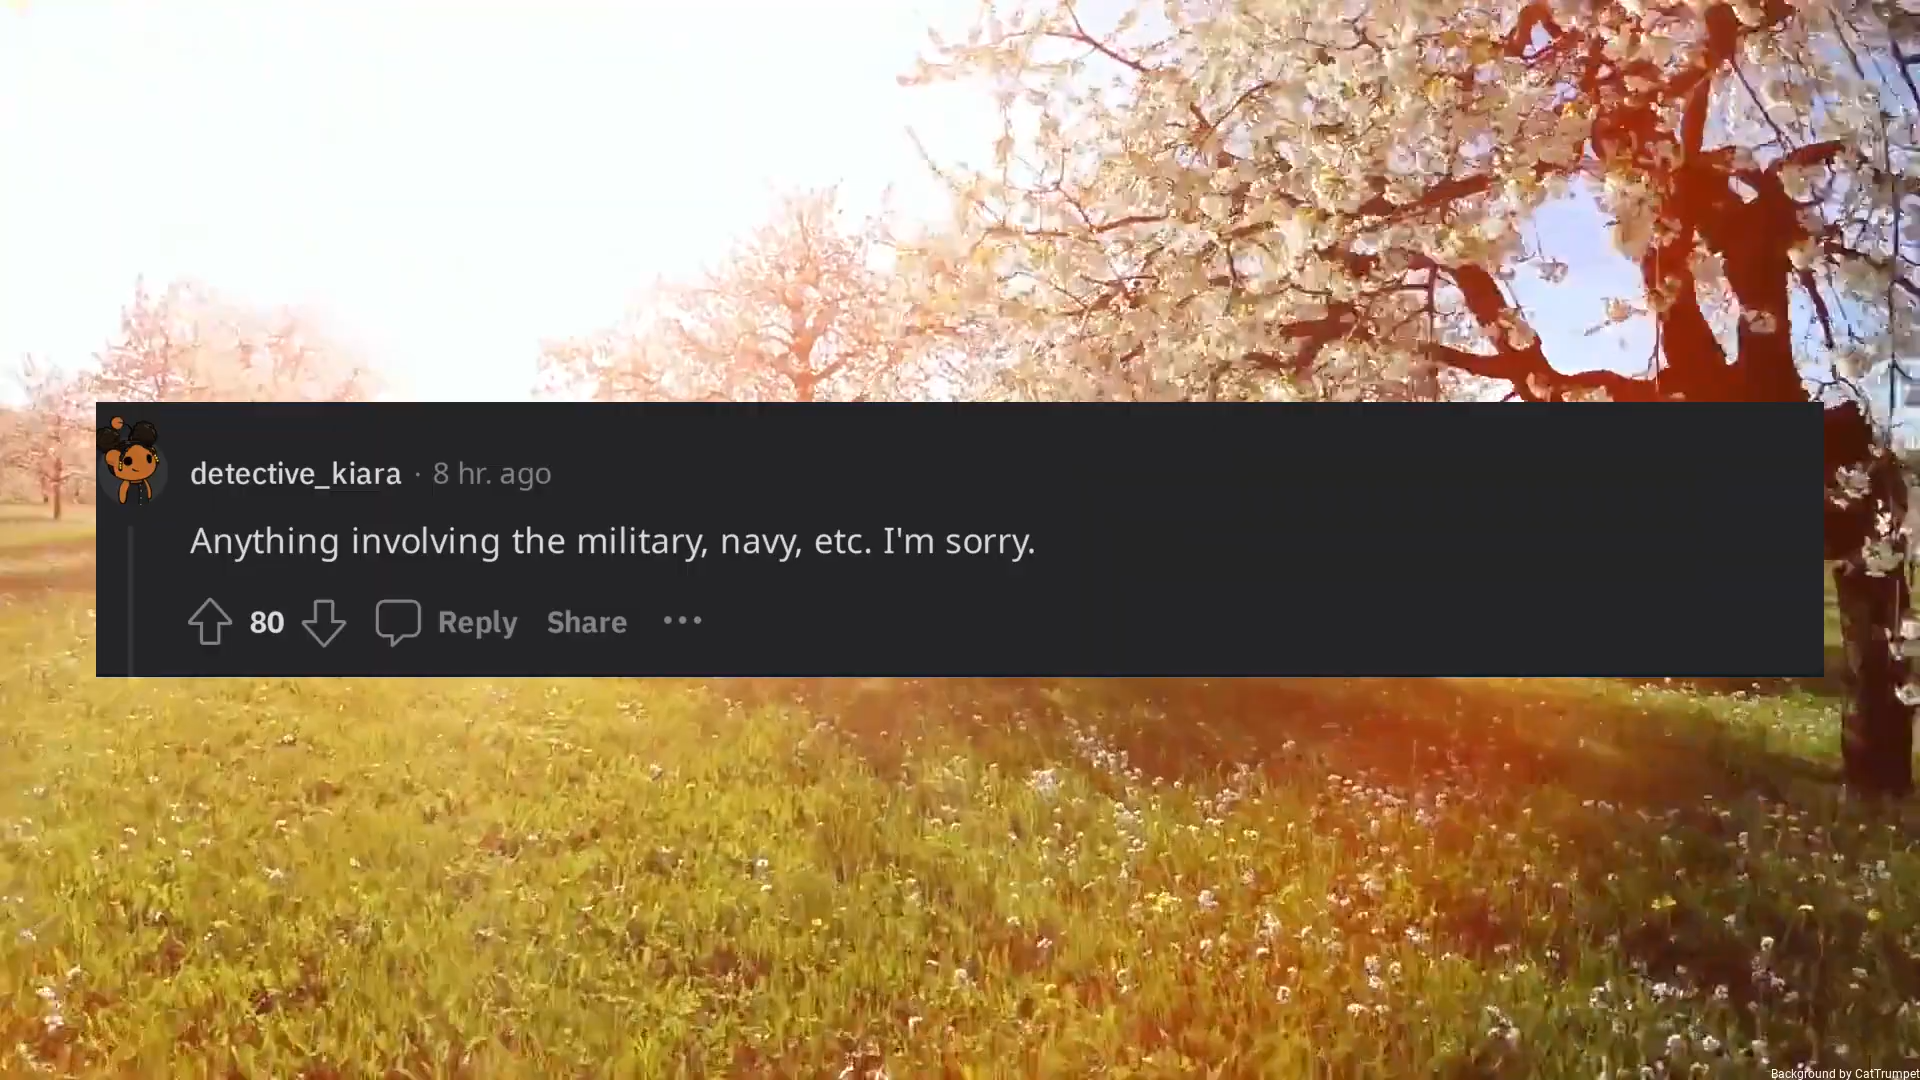 detective_kiara · 8 hr. ago
Anything involving the military, navy, etc. I'm sorry.
80 Reply Share ···
Background by CatTrumpet